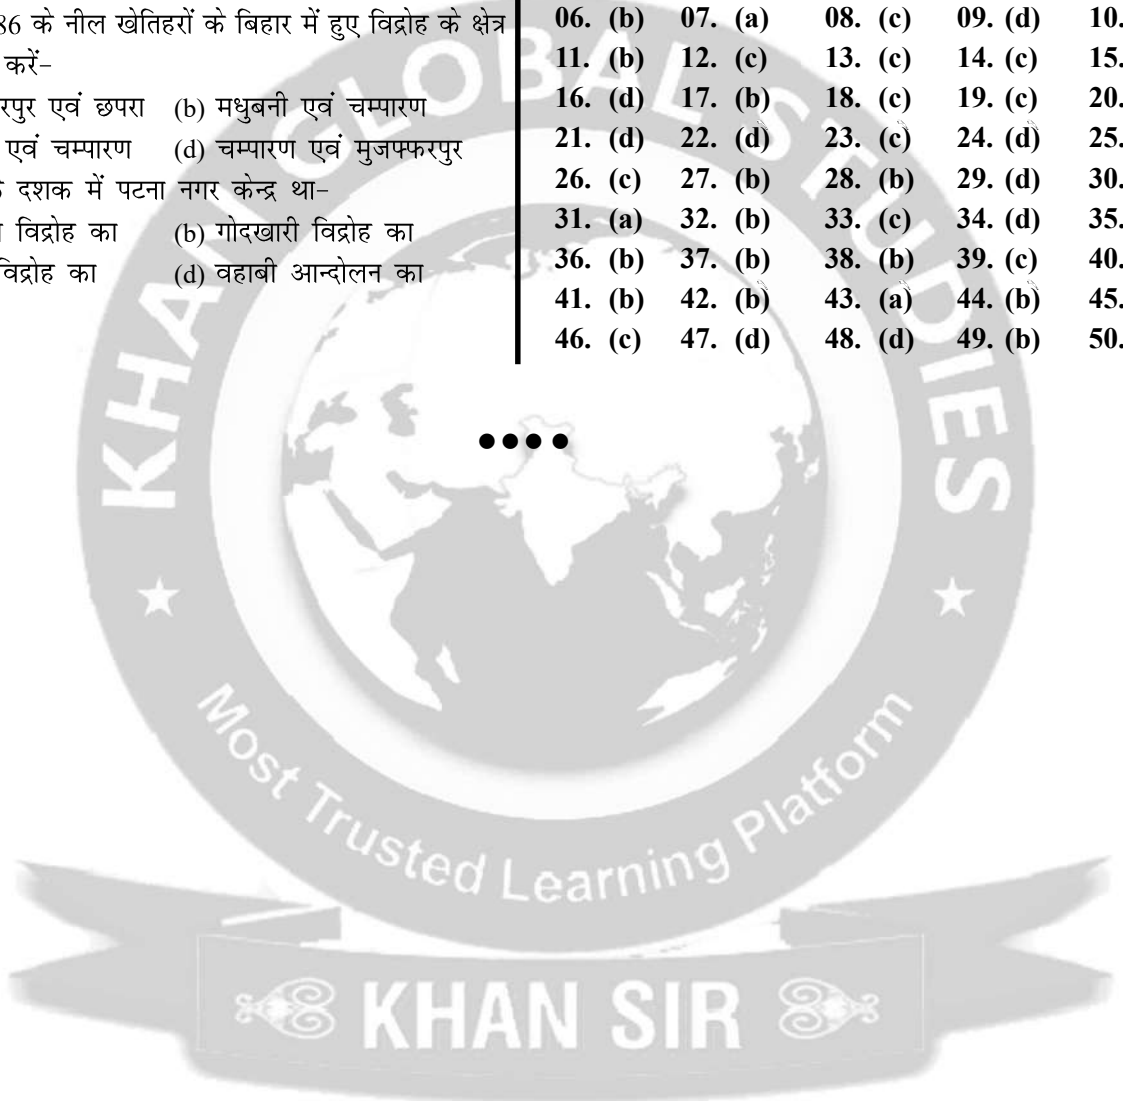 86 के नील खेतिहरों के बिहार में हुए विद्रोह के क्षेत्र
करें-
रपुर एवं छपरा (b) मधुबनी एवं चम्पारण
एवं चम्पारण (d) चम्पारण एवं मुजफ्फरपुर
दशक में पटना नगर केन्द्र था-
विद्रोह का (b) गोदखारी विद्रोह का
विद्रोह का (d) वहाबी आन्दोलन का
06. (b) 07. (a) 08. (c) 09. (d) 10.
11. (b) 12. (c) 13. (c) 14. (c) 15.
16. (d) 17. (b) 18. (c) 19. (c) 20.
21. (d) 22. (d) 23. (c) 24. (d) 25.
26. (c) 27. (b) 28. (b) 29. (d) 30.
31. (a) 32. (b) 33. (c) 34. (d) 35.
36. (b) 37. (b) 38. (b) 39. (c) 40.
41. (b) 42. (b) 43. (a) 44. (b) 45.
46. (c) 47. (d) 48. (d) 49. (b) 50.
KHAN GLOBAL STUDIES
Most Trusted Learning Platform
KHAN SIR